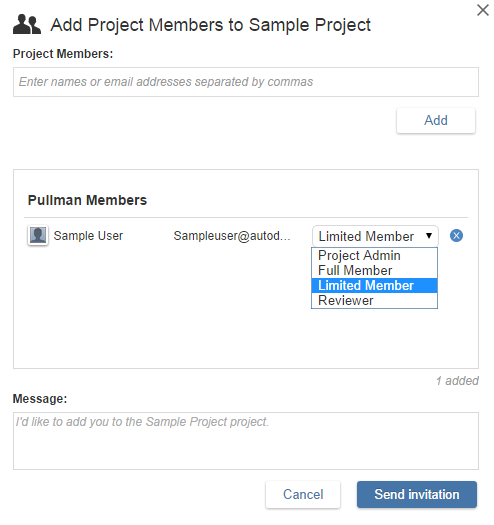 Add Project Members to Sample Project
Project Members:
Enter names or email addresses separated by commas
Add
Pullman Members
Sample User Sampleuser@autod... Limited Member
Project Admin
Full Member
Limited Member
Reviewer
1 added
Message:
I'd like to add you to the Sample Project project.
Cancel Send invitation